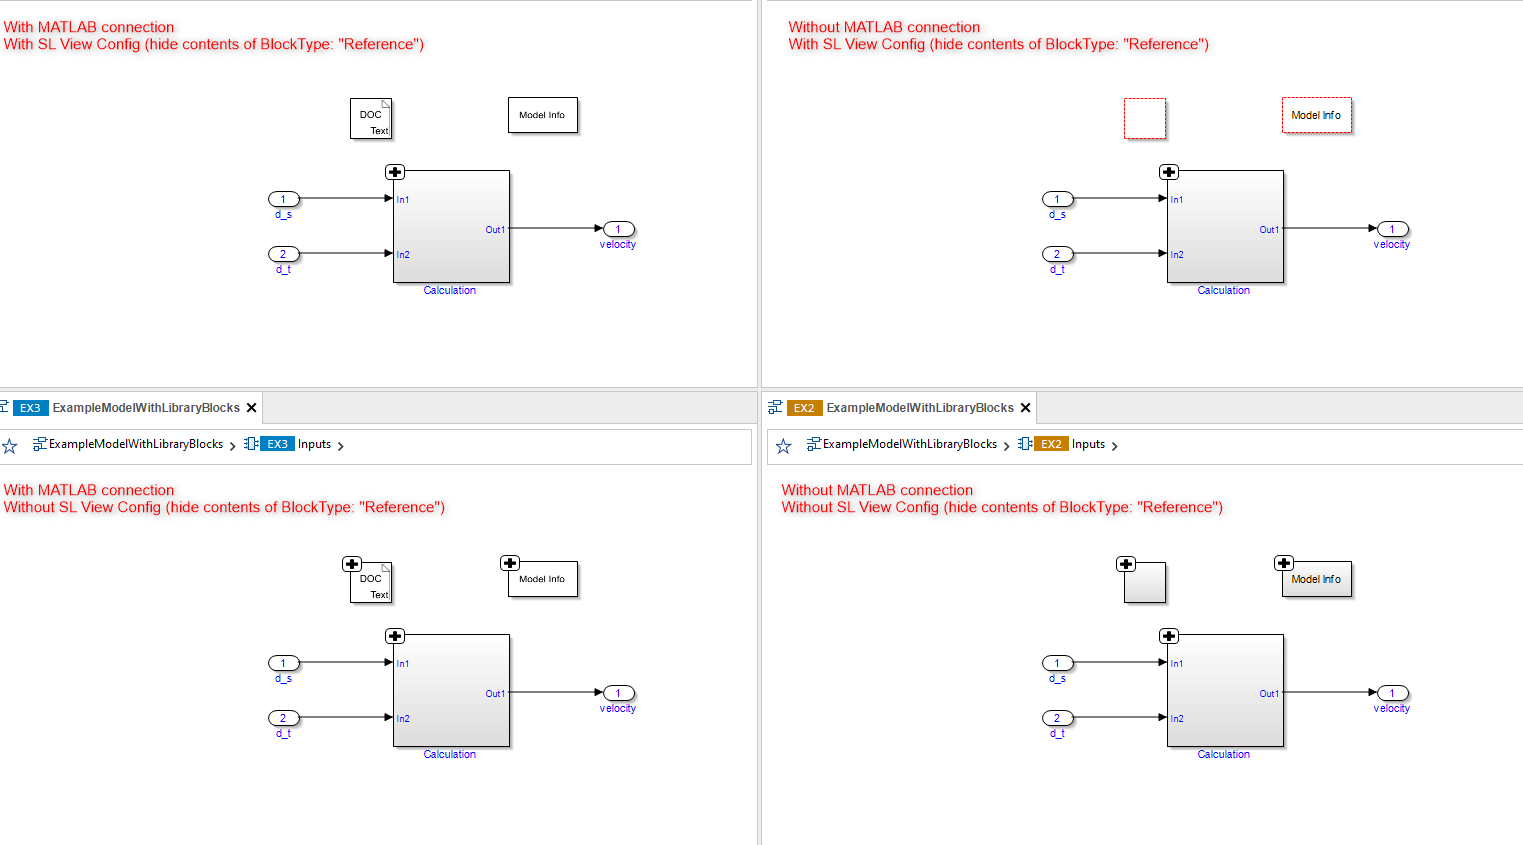 With MATLAB connection
With SL View Config (hide contents of BlockType: "Reference")
DOC
Text
Model Info
1
d_s
In1
Out1
1
velocity
2
d_t
In2
Calculation
Without MATLAB connection
With SL View Config (hide contents of BlockType: "Reference")
Model Info
1
d_s
In1
Out1
1
velocity
2
d_t
In2
Calculation
EX3 ExampleModelWithLibraryBlocks
ExampleModelWithLibraryBlocks EX3 Inputs
With MATLAB connection
Without SL View Config (hide contents of BlockType: "Reference")
DOC
Text
Model Info
1
d_s
In1
Out1
1
velocity
2
d_t
In2
Calculation
EX2 ExampleModelWithLibraryBlocks
ExampleModelWithLibraryBlocks EX2 Inputs
Without MATLAB connection
Without SL View Config (hide contents of BlockType: "Reference")
Model Info
1
d_s
In1
Out1
1
velocity
2
d_t
In2
Calculation